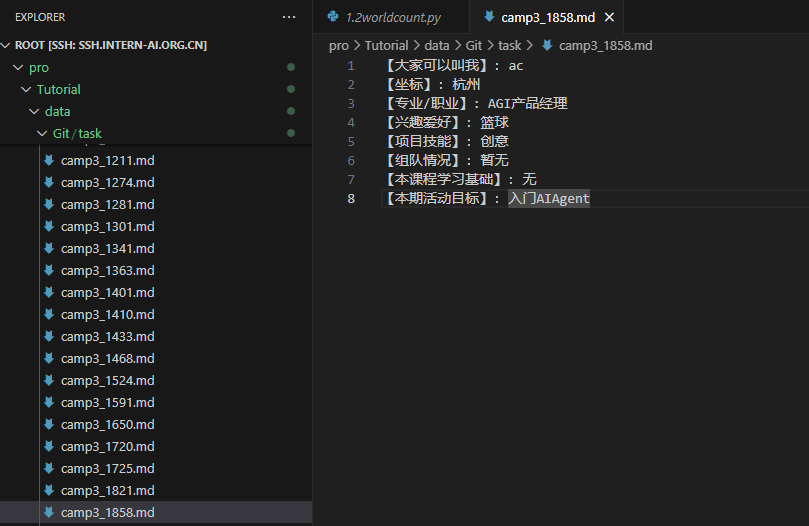 EXPLORER
ROOT [SSH: SSH.INTERN-AI.ORG.CN]
pro
Tutorial
data
Git / task
camp3_1211.md
camp3_1274.md
camp3_1281.md
camp3_1301.md
camp3_1341.md
camp3_1363.md
camp3_1401.md
camp3_1410.md
camp3_1433.md
camp3_1468.md
camp3_1524.md
camp3_1591.md
camp3_1650.md
camp3_1720.md
camp3_1725.md
camp3_1821.md
camp3_1858.md
1.2worldcount.py
camp3_1858.md
pro > Tutorial > data > Git > task > camp3_1858.md
1 【大家可以叫我】: ac
2 【坐标】: 杭州
3 【专业/职业】: AGI产品经理
4 【兴趣爱好】: 篮球
5 【项目技能】: 创意
6 【组队情况】: 暂无
7 【本课程学习基础】: 无
8 【本期活动目标】: 入门AIAgent